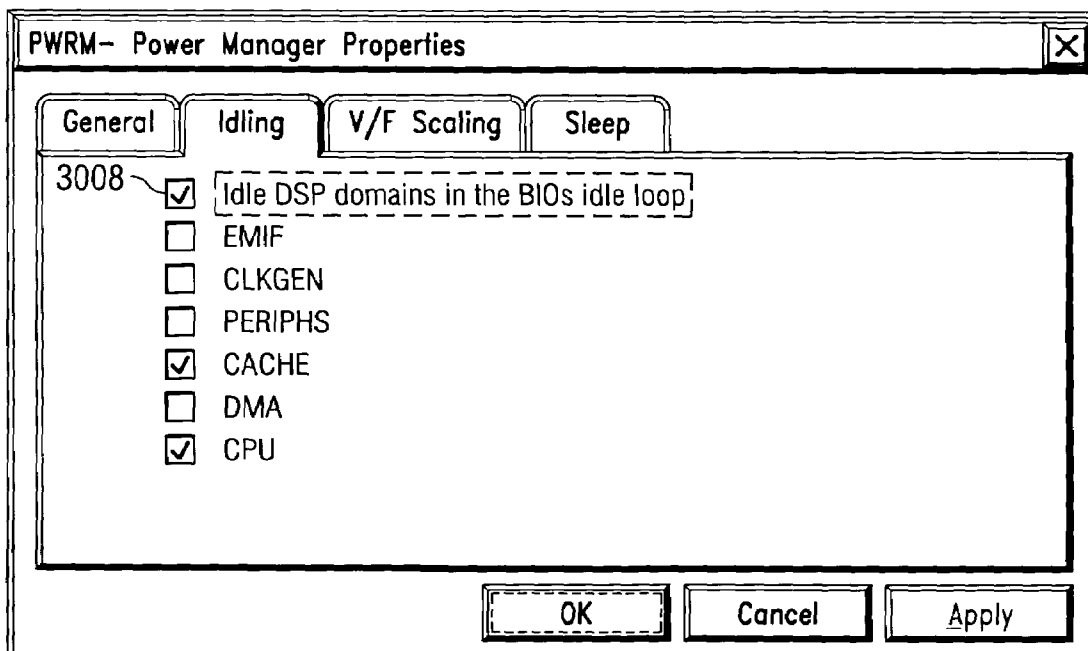 PWRM- Power Manager Properties
General Idling V/F Scaling Sleep
3008
Idle DSP domains in the BIOs idle loop
EMIF
CLKGEN
PERIPHS
CACHE
DMA
CPU
OK Cancel Apply